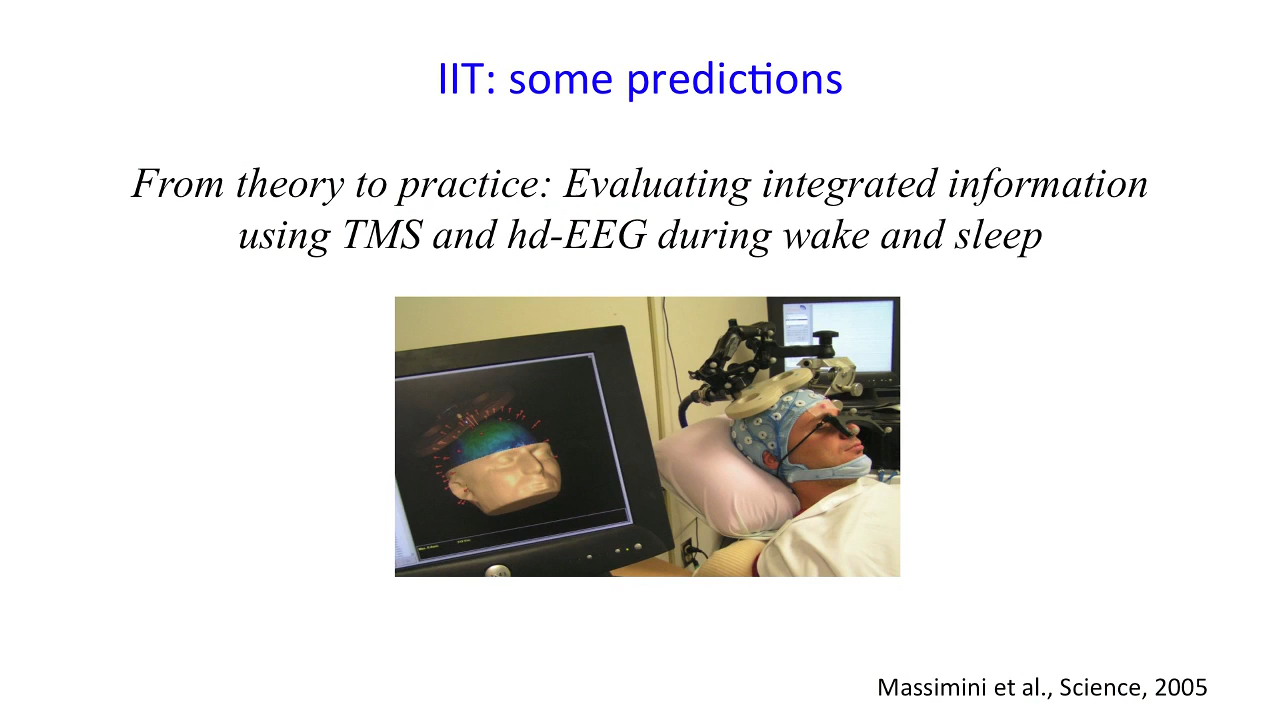 IIT: some predictions
From theory to practice: Evaluating integrated information
using TMS and hd-EEG during wake and sleep
Massimini et al., Science, 2005